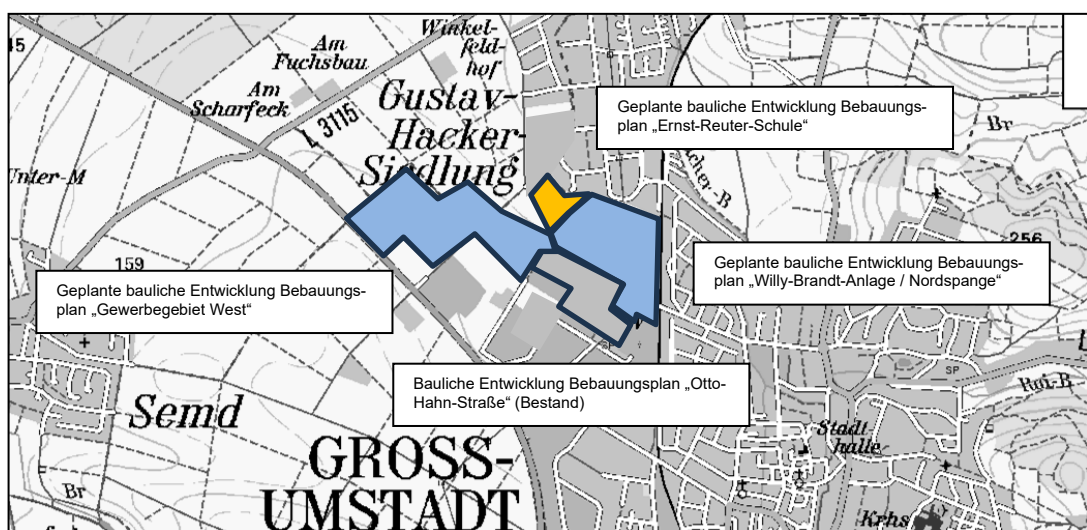 45
Am
Fuchsbau
Am
Scharfeck
Winkel-
feld-
hof
Gustav-
Hacker-
Siedlung
L 3115
Unter-M
Geplante bauliche Entwicklung Bebauungs-
plan „Ernst-Reuter-Schule“
Br
cher-B
256
159
Geplante bauliche Entwicklung Bebauungs-
plan „Willy-Brandt-Anlage / Nordspange“
Geplante bauliche Entwicklung Bebauungs-
plan „Gewerbegebiet West“
Bauliche Entwicklung Bebauungsplan „Otto-
Hahn-Straße“ (Bestand)
SP
Semd
Stadt
halle
GROSS-
UMSTADT
Br
Krhs